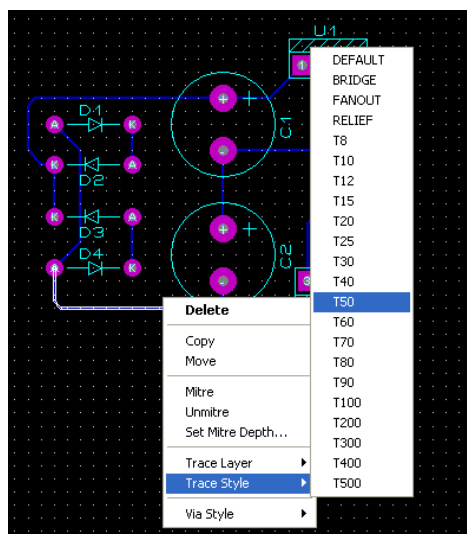 U1
1
D1
A
K
K
A
D2
K
A
D3
D4
A
K
+
C1
+
C2
3
Delete
Copy
Move
Mitre
Unmitre
Set Mitre Depth...
Trace Layer
Trace Style
Via Style
DEFAULT
BRIDGE
FANOUT
RELIEF
T8
T10
T12
T15
T20
T25
T30
T40
T50
T60
T70
T80
T90
T100
T200
T300
T400
T500